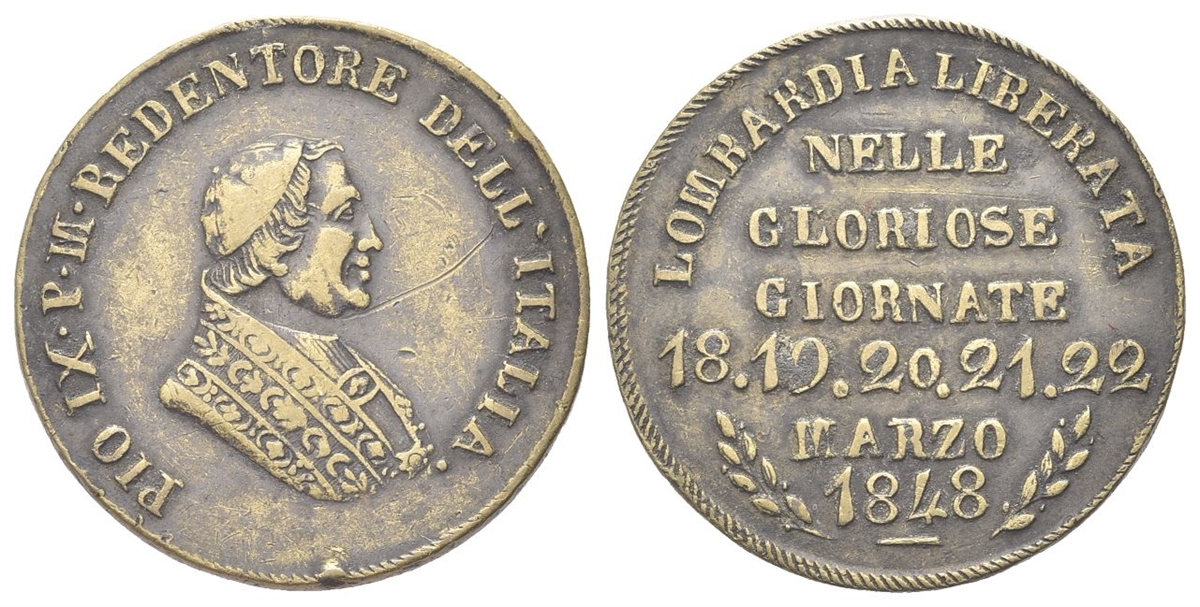 PIO IX · P · M · REDENTORE DELL' ITALIA ·
LOMBARDIA LIBERATA
NELLE
GLORIOSE
GIORNATE
18.19.20.21.22
MARZO
1848